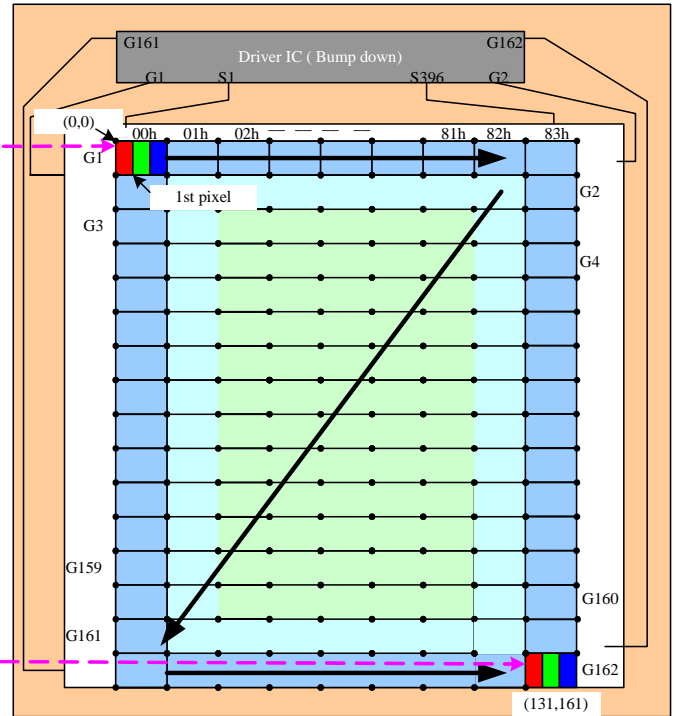 G161 G162
Driver IC ( Bump down)
G1 S1 S396 G2
(0,0)
00h 01h 02h 81h 82h 83h
G1
1st pixel
G2
G3
G4
G159
G160
G161
G162
(131,161)